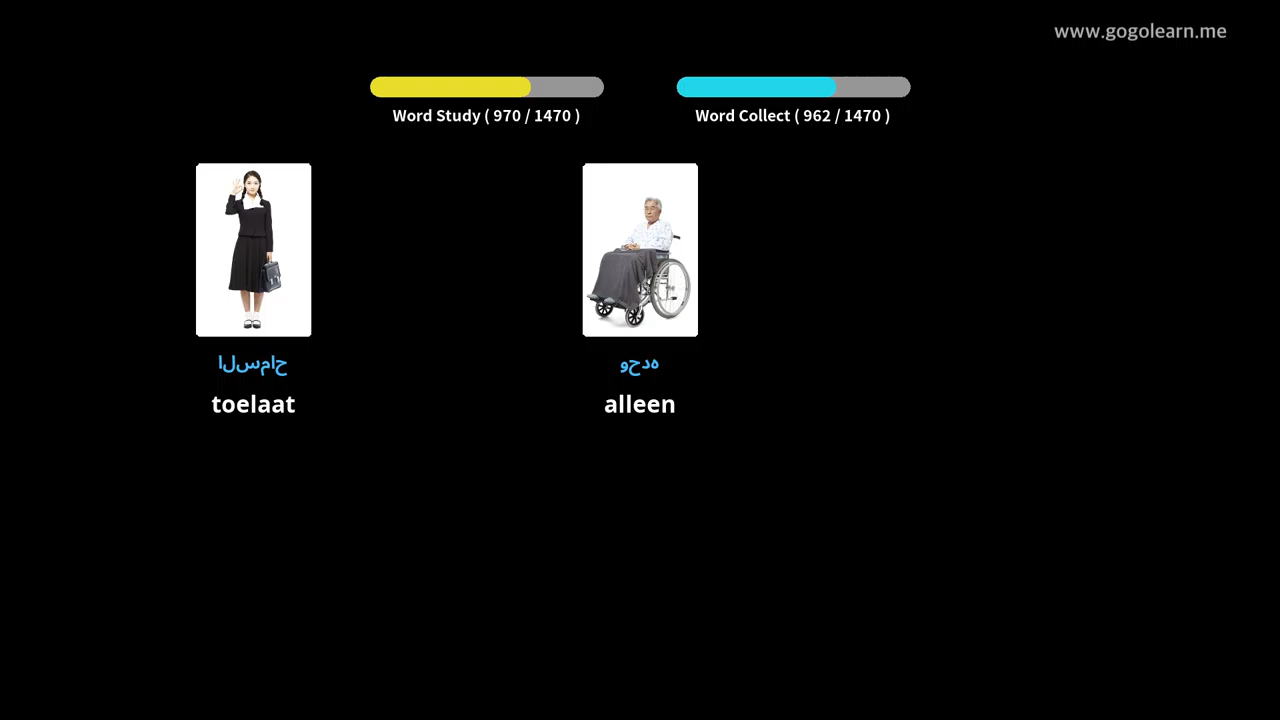 www.gogolearn.me
Word Study ( 970 / 1470 )
Word Collect ( 962 / 1470 )
السماح
toelaat
وحده
alleen